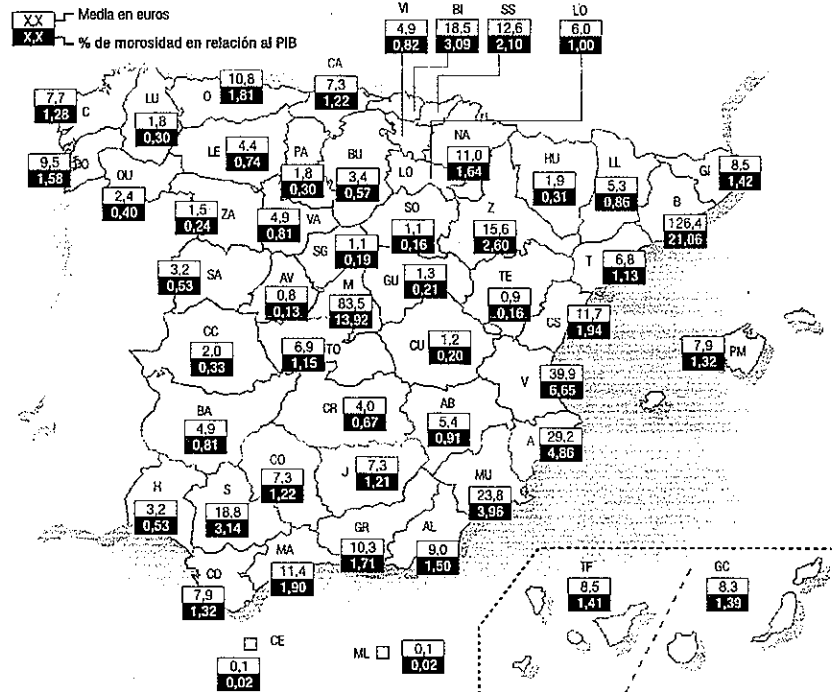 X,X Media en euros
X,X % de morosidad en relación al PIB
VI
4,9
0,82
BI
18,5
3,09
SS
12,6
2,10
LO
6,0
1,00
CA
7,3
1,22
O
10,8
1,81
7,7
1,28
C
LU
1,8
0,30
LE
4,4
0,74
PA
1,8
0,30
BU
3,4
0,57
LO
NA
11,0
1,64
HU
1,9
0,31
LL
5,3
0,86
GI
8,5
1,42
B
126,4
21,06
9,5
1,58
OU
2,4
0,40
1,5
0,24
ZA
4,9
0,81
VA
SO
1,1
0,16
Z
15,6
2,60
T
6,8
1,13
SG
1,1
0,19
3,2
0,53
SA
AV
0,8
0,13
M
83,5
13,92
GU
1,3
0,21
TE
0,9
0,16
CS
11,7
1,94
CC
2,0
0,33
6,9
1,15
TO
CU
1,2
0,20
7,9
1,32
PM
V
39,9
6,65
BA
4,9
0,81
CR
4,0
0,67
AB
5,4
0,91
A
29,2
4,86
CO
7,3
1,22
J
7,3
1,21
MU
23,8
3,96
H
3,2
0,53
S
18,8
3,14
GR
10,3
1,71
AL
9,0
1,50
MA
11,4
1,90
CO
7,9
1,32
TF
8,5
1,41
GC
8.3
1,39
CE
0,1
0,02
ML
0,1
0,02